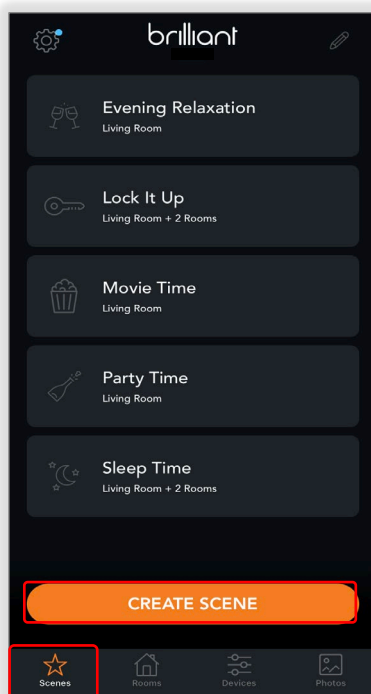 brilliant
Evening Relaxation
Living Room
Lock It Up
Living Room + 2 Rooms
Movie Time
Living Room
Party Time
Living Room
Sleep Time
Living Room + 2 Rooms
CREATE SCENE
Scenes
Rooms
Devices
Photos